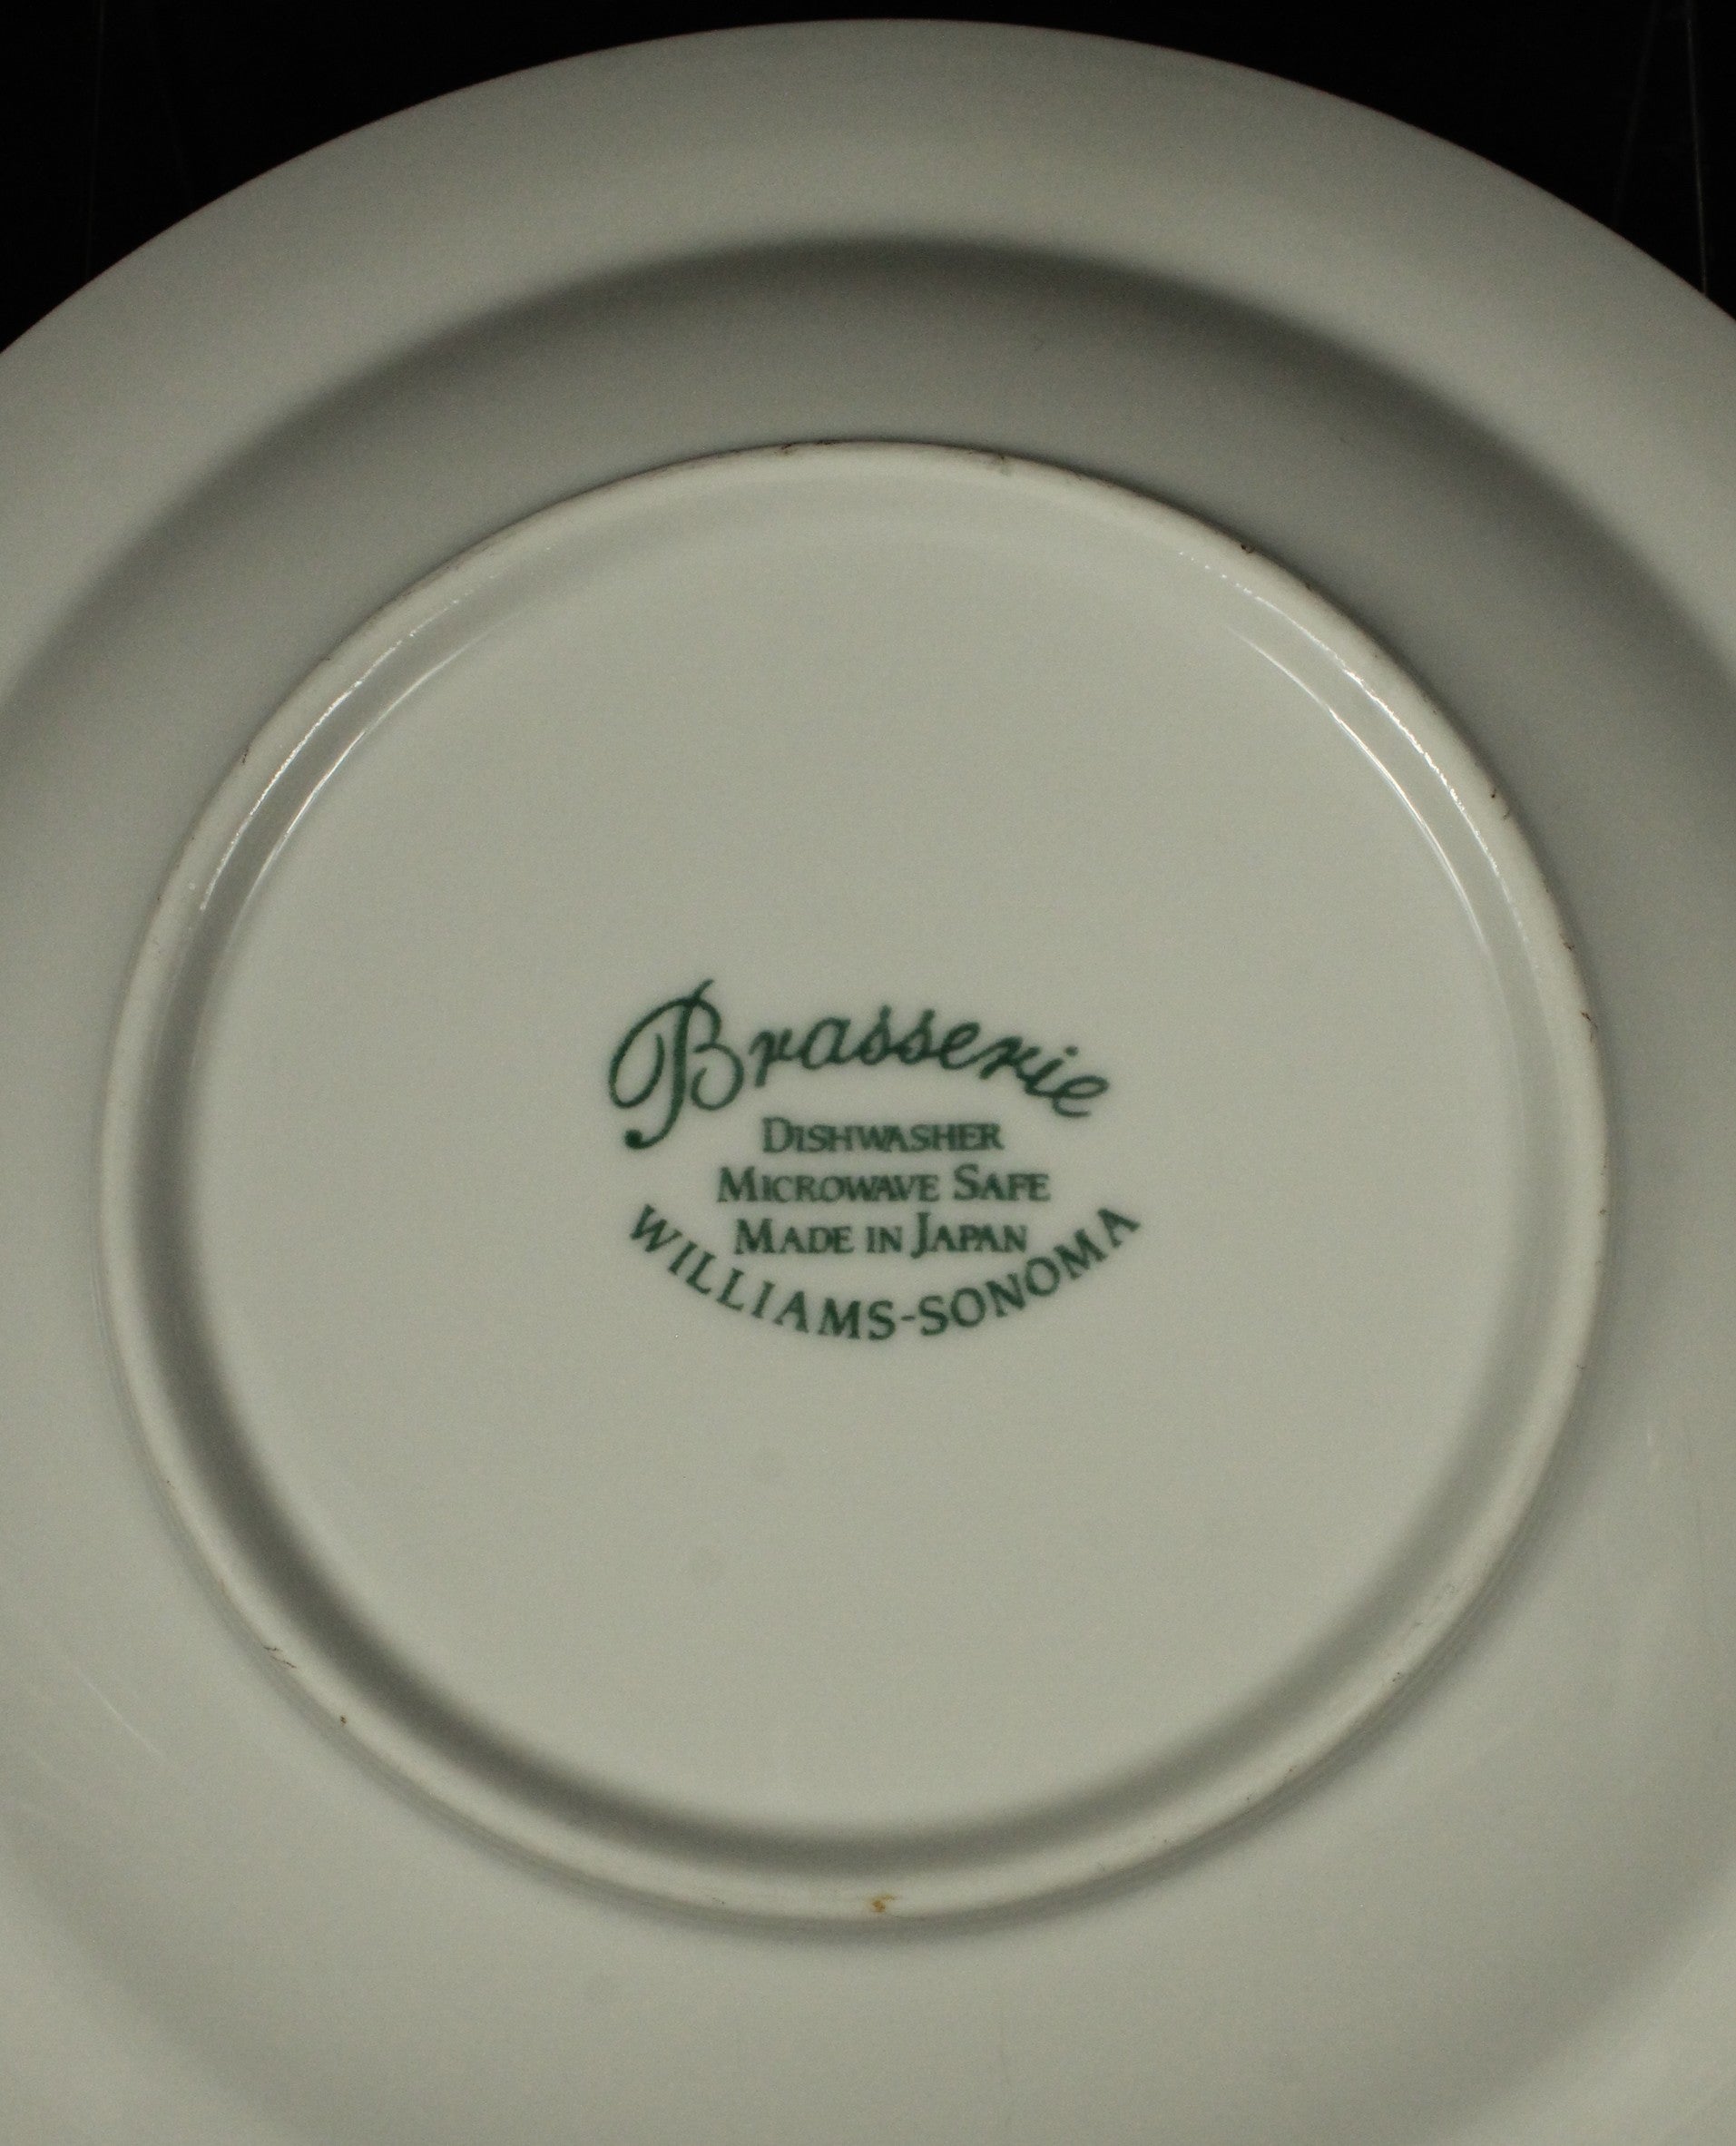 Brasserie
DISHWASHER
MICROWAVE SAFE
MADE IN JAPAN
WILLIAMS-SONOMA